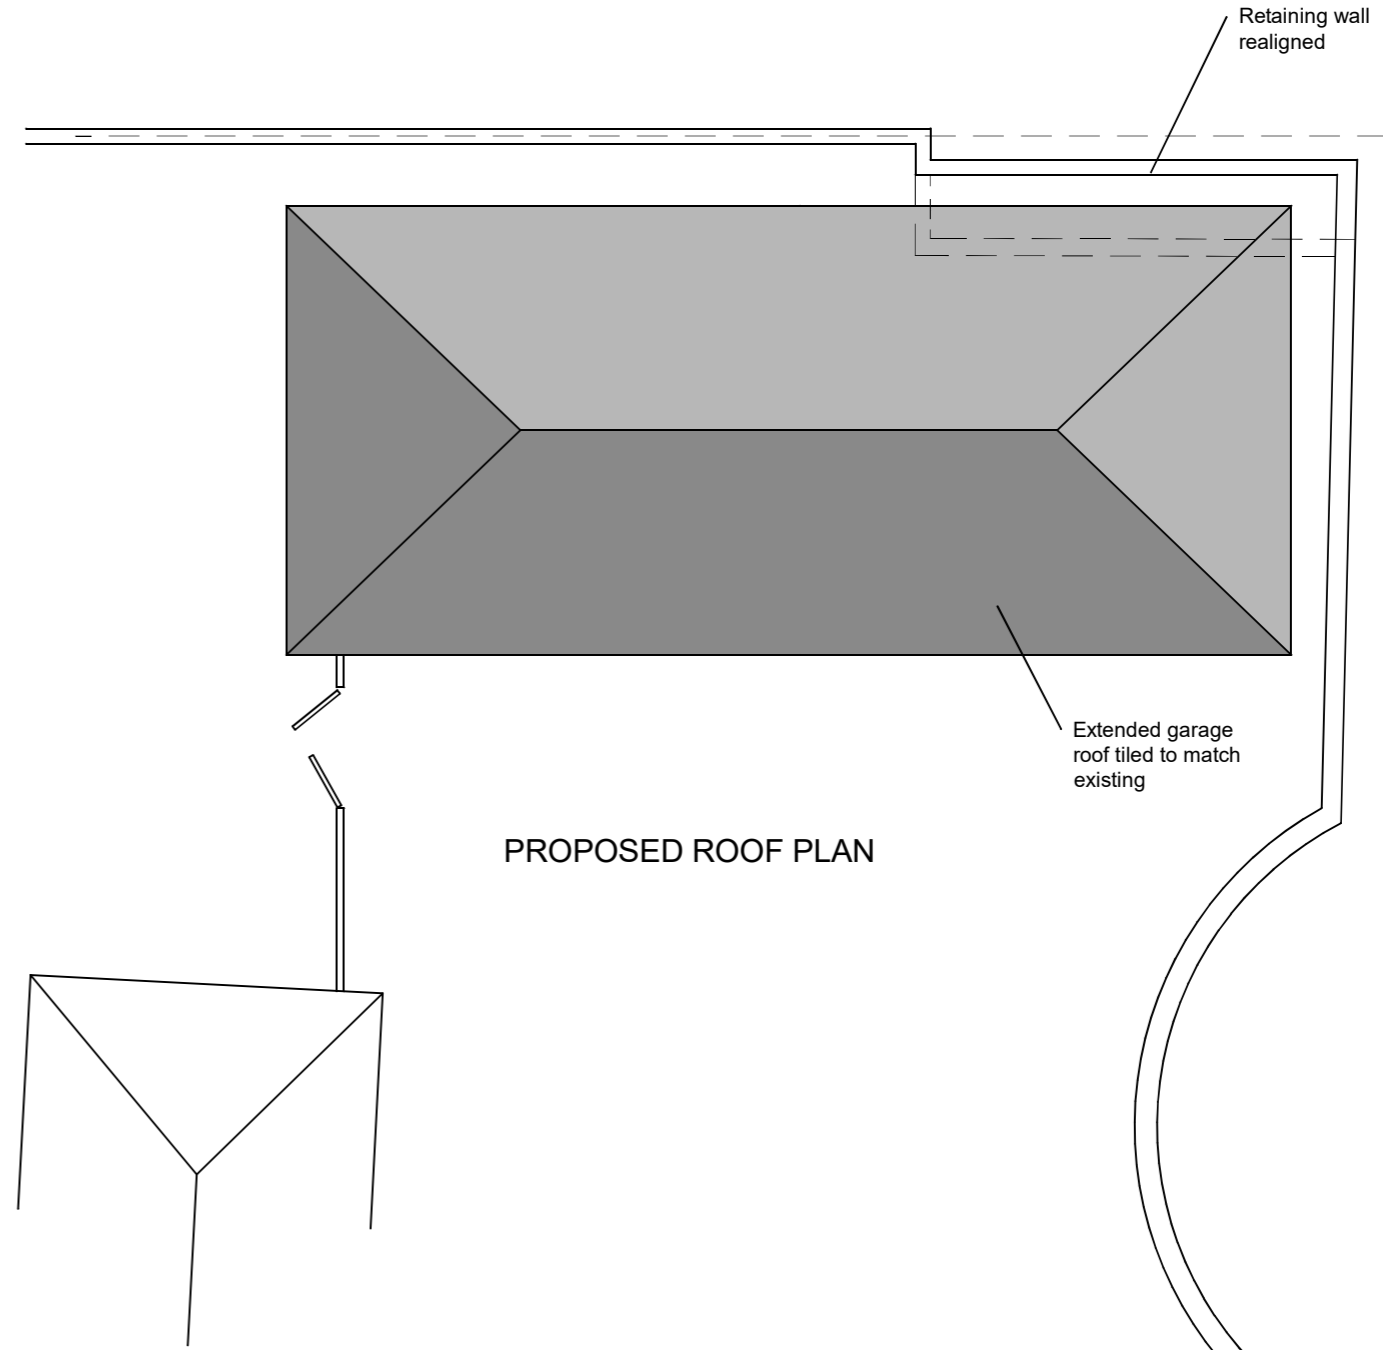 Retaining wall
realigned
Extended garage
roof tiled to match
existing
PROPOSED ROOF PLAN